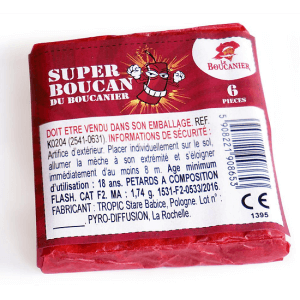 BOUCANIER
SUPER
BOUCAN
DU BOUCANIER
6
PIECES
DOIT ETRE VENDU DANS SON EMBALLAGE. REF.
K0204 (2541-0631) INFORMATIONS DE SÉCURITÉ :
Artifice d'extérieur. Placer individuellement sur le sol,
allumer la mèche à son extrémité et s'éloigner
immédiatement d'au moins 8 m. Age minimum
d'utilisation : 18 ans. PETARDS A COMPOSITION
FLASH. CAT F2. MA : 1,74 g. 1531-F2-0533/2016.
FABRICANT : TROPIC Stare Babice, Pologne. Lot n° :
PYRO-DIFFUSION, La Rochelle.
CE
1395